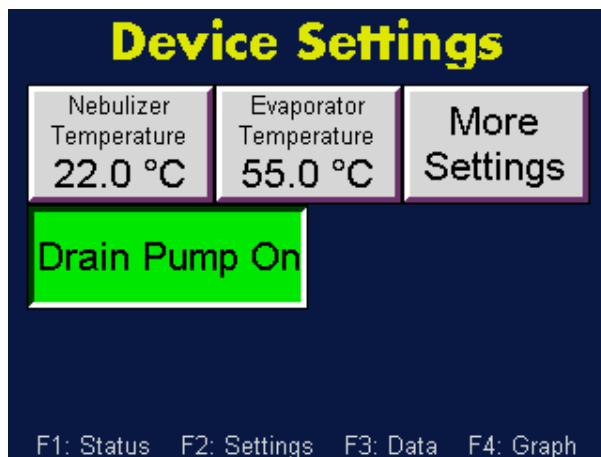 Device Settings
Nebulizer
Temperature
22.0 °C
Evaporator
Temperature
55.0 °C
More
Settings
Drain Pump On
F1: Status F2: Settings F3: Data F4: Graph